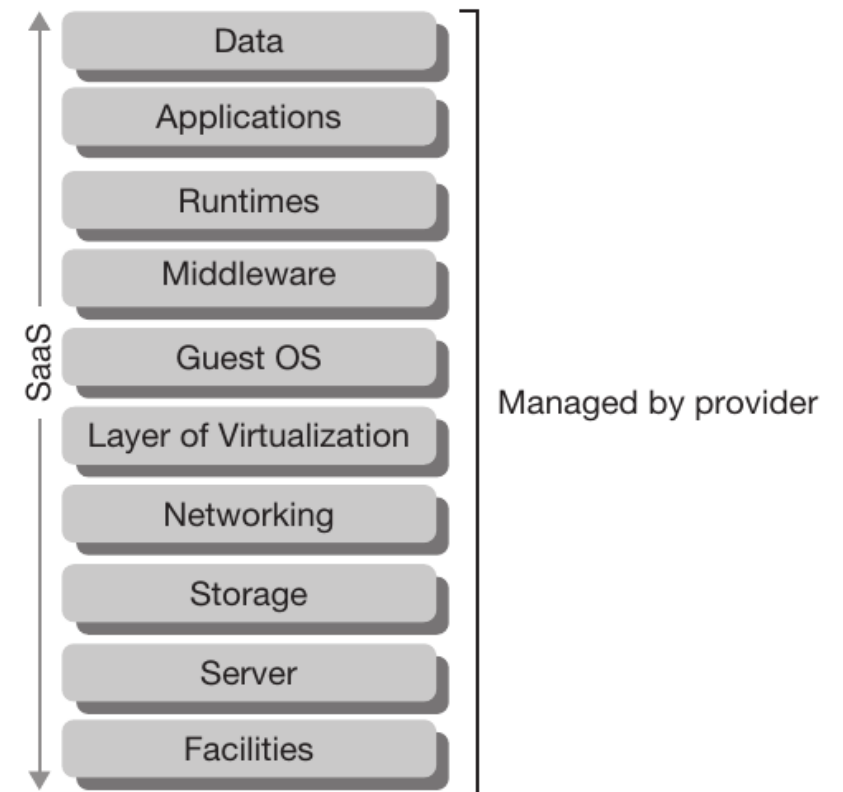 Data
Applications
Runtimes
Middleware
Guest OS
SaaS
Layer of Virtualization
Managed by provider
Networking
Storage
Server
Facilities